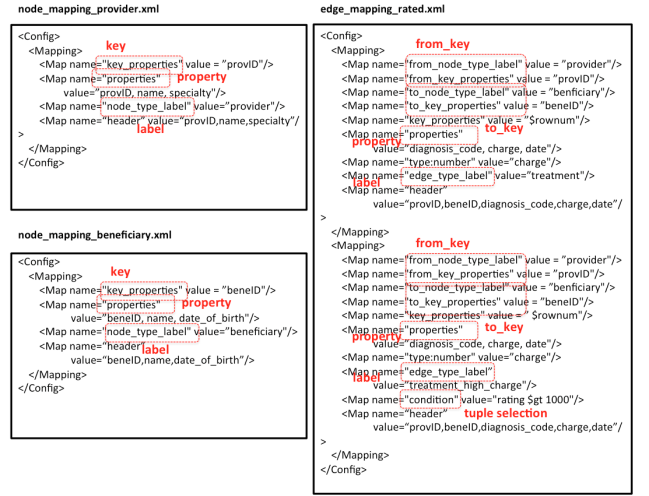 node_mapping_provider.xml
<Config>
key
<Mapping>
<Map name="key_properties" value = "provID"/>
<Map name="properties" property
value="provID, name, specialty"/>
<Map name="node_type_label" value="provider"/>
<Map name="header" value="provID,name,specialty"/
label
>
</Mapping>
</Config>
node_mapping_beneficiary.xml
<Config>
key
<Mapping>
<Map name="key_properties" value = "beneID"/>
<Map name="properties" property
value="beneID, name, date_of_birth"/>
<Map name="node_type_label" value="beneficiary"/>
<Map name="header" label
value="beneID,name,date_of_birth"/>
</Mapping>
</Config>
edge_mapping_rated.xml
<Config>
from_key
<Mapping>
<Map name="from_node_type_label" value = "provider"/>
<Map name="from_key_properties" value = "provID"/>
<Map name="to_node_type_label" value = "benficiary"/>
<Map name="to_key_properties" value = "beneID"/>
<Map name="key_properties" value = "$rownum"/>
<Map name="properties" to_key
property
value="diagnosis_code, charge, date"/>
<Map name="type:number" value="charge"/>
<Map name="edge_type_label" value="treatment"/>
label
<Map name="header"
value="provID,beneID,diagnosis_code,charge,date"/
>
</Mapping>
<Mapping> from_key
<Map name="from_node_type_label" value = "provider"/>
<Map name="from_key_properties" value = "provID"/>
<Map name="to_node_type_label" value = "benficiary"/>
<Map name="to_key_properties" value = "beneID"/>
<Map name="key_properties" value = " $rownum"/>
<Map name="properties" to_key
property
value="diagnosis_code, charge, date"/>
<Map name="type:number" value="charge"/>
<Map name="edge_type_label"
label
value="treatment_high_charge"/>
<Map name="condition" value="rating $gt 1000"/>
<Map name="header" tuple selection
value="provID,beneID,diagnosis_code,charge,date"/
>
</Mapping>
</Config>